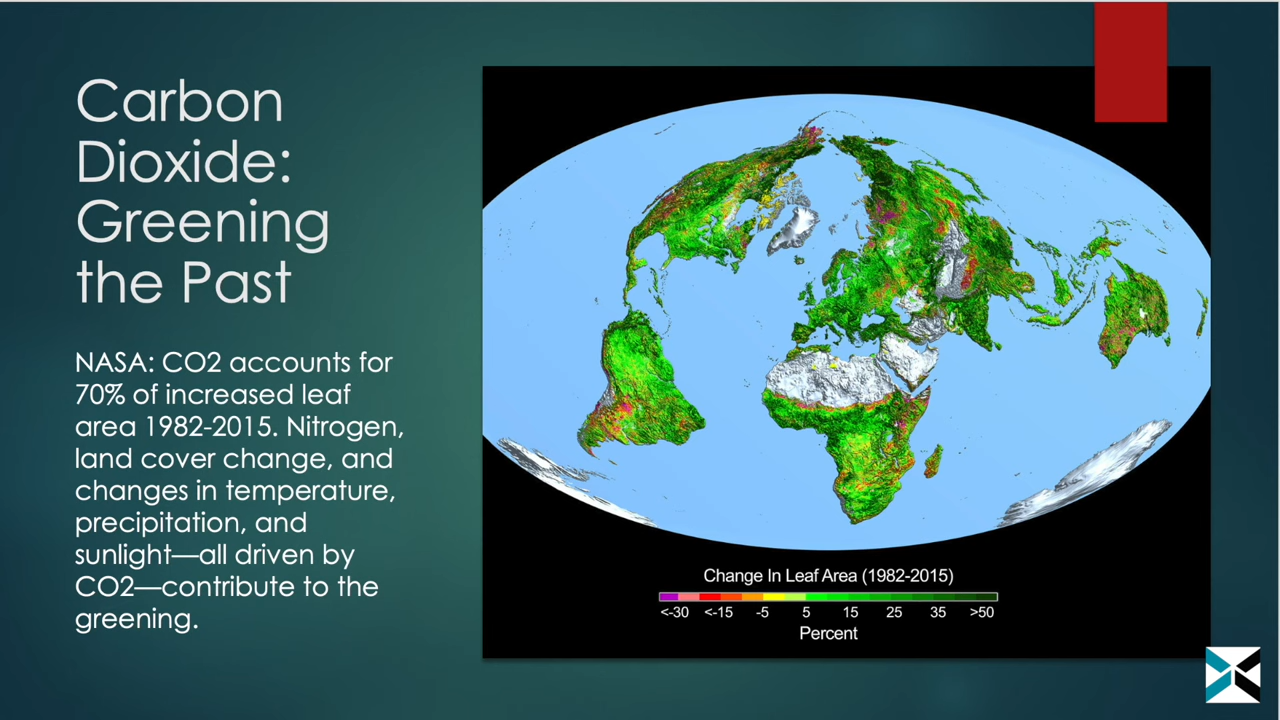 Carbon
Dioxide:
Greening
the Past
NASA: CO2 accounts for
70% of increased leaf
area 1982-2015. Nitrogen,
land cover change, and
changes in temperature,
precipitation, and
sunlight—all driven by
CO2—contribute to the
greening.
Change In Leaf Area (1982-2015)
<-30 <-15 -5 5 15 25 35 >50
Percent